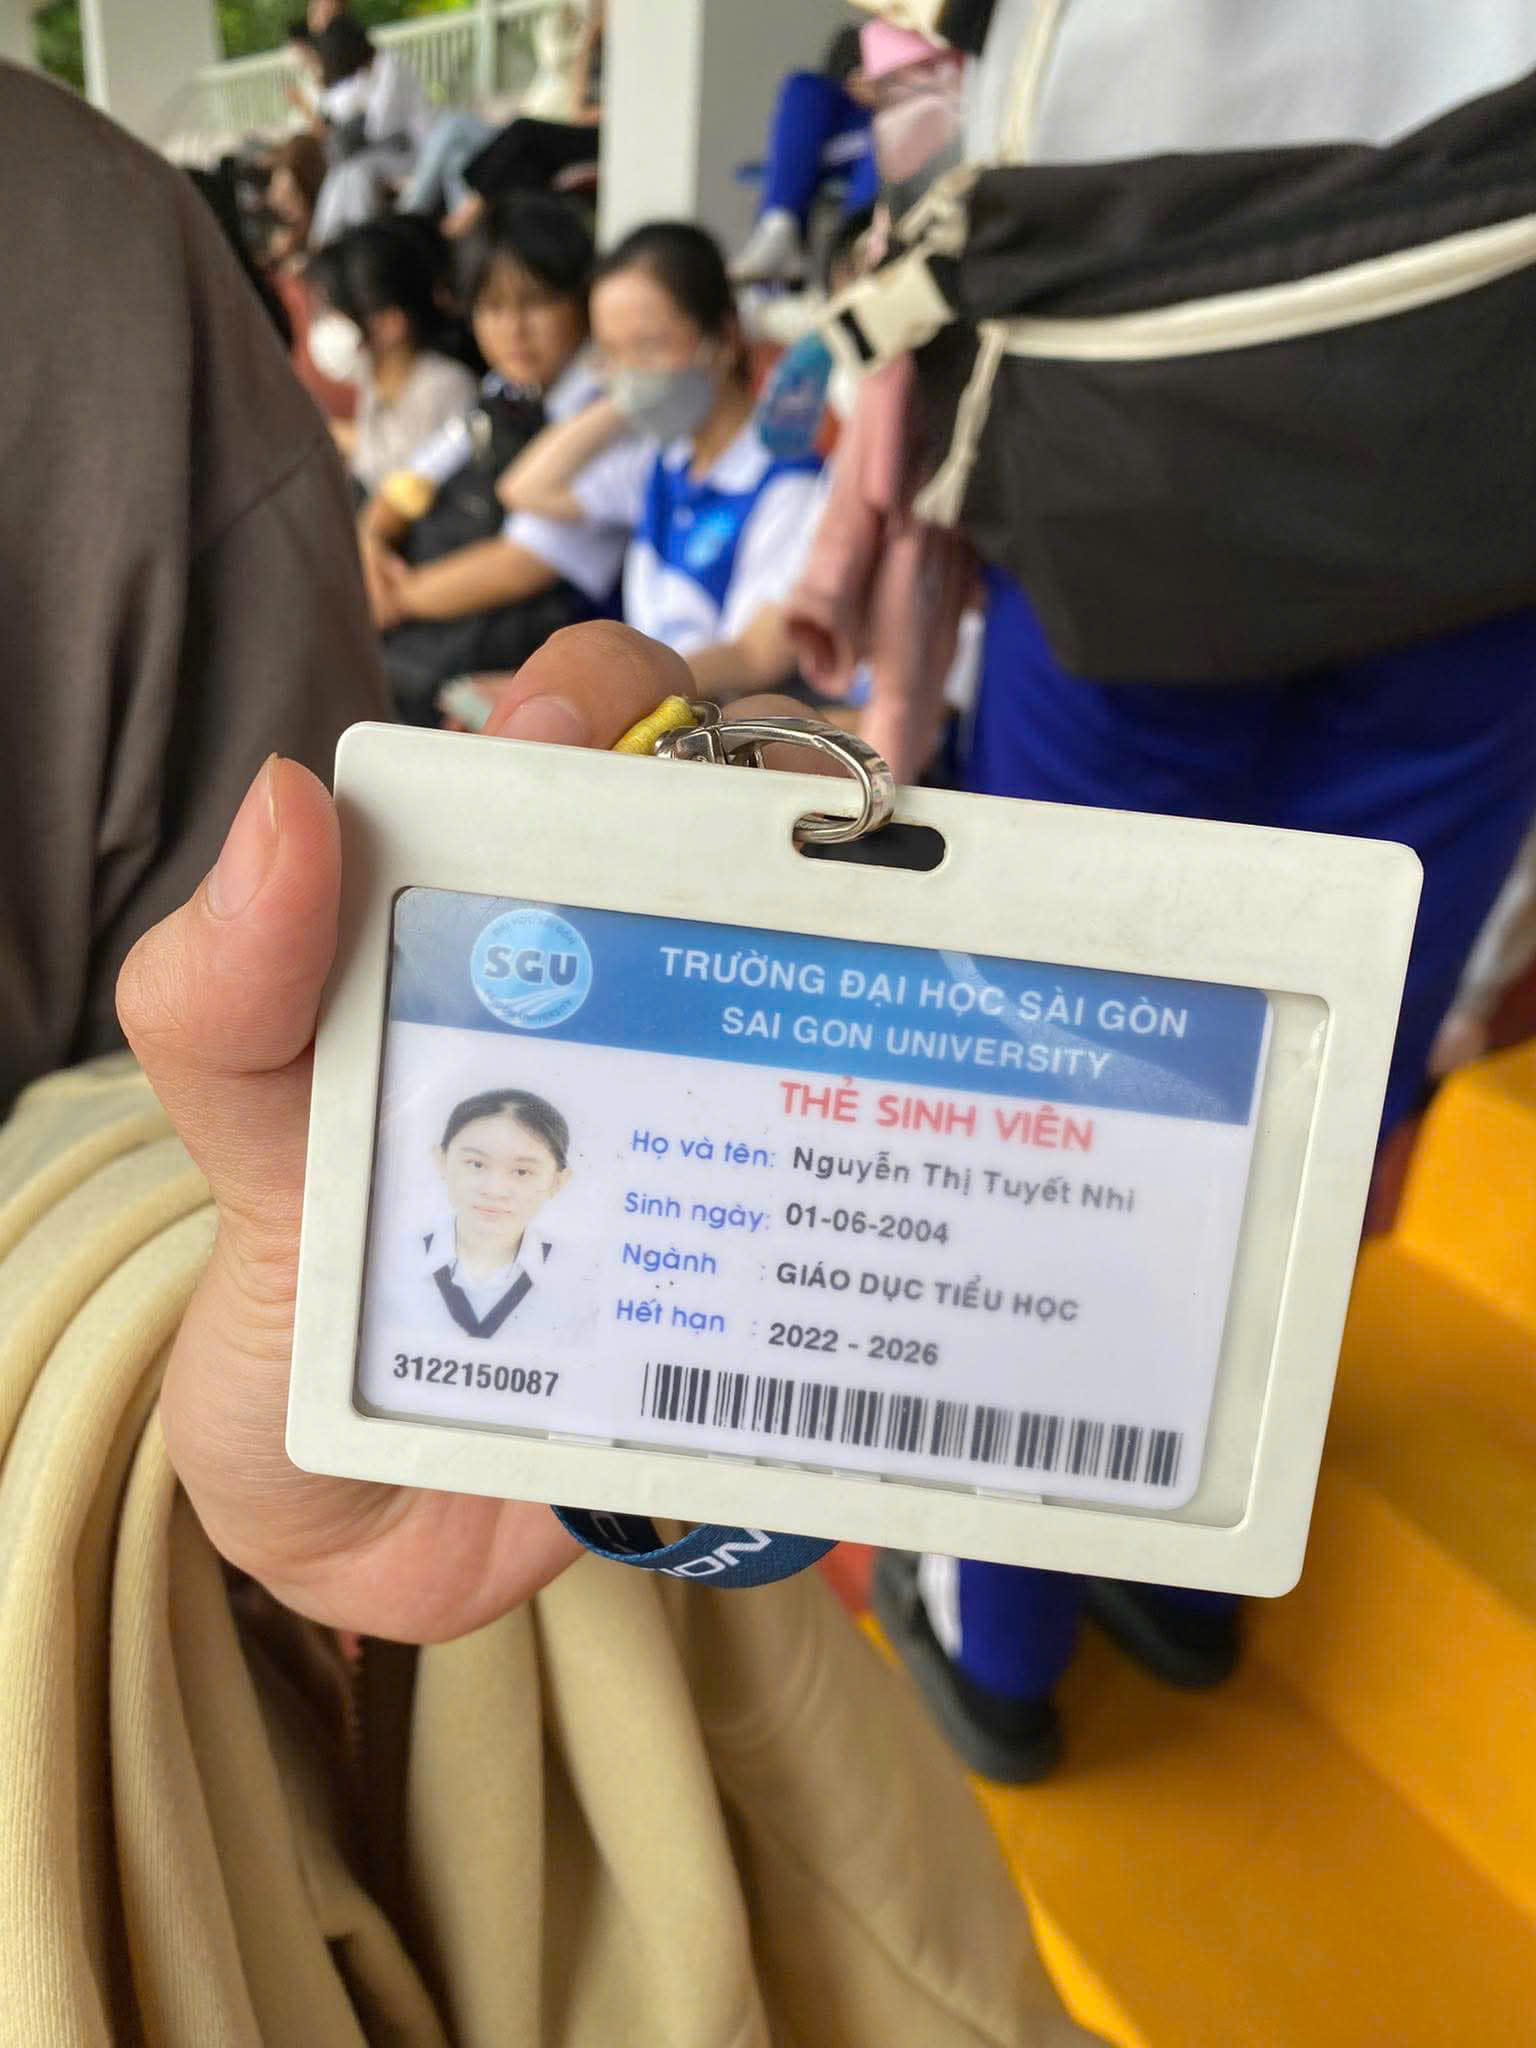 SGU
TRƯỜNG ĐẠI HỌC SÀI GÒN
SAI GON UNIVERSITY
THẺ SINH VIÊN
Họ và tên: Nguyễn Thị Tuyết Nhi
Sinh ngày: 01-06-2004
Ngành : GIÁO DỤC TIỂU HỌC
Hết hạn : 2022 - 2026
3122150087